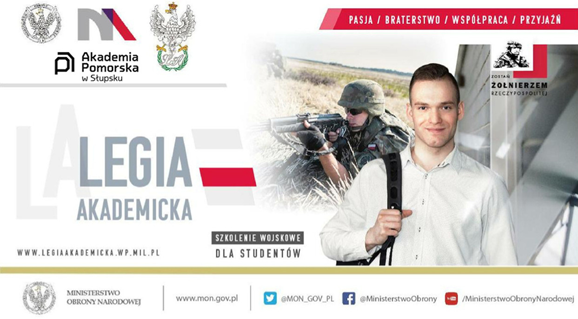 PASJA / BRATERSTWO / WSPÓŁPRACA / PRZYJAŹŃ
Akademia
Pomorska
w Słupsku
ZOSTAŃ
ŻOŁNIERZEM
RZECZYPOSPOLITEJ
LA
LEGIA
AKADEMICKA
SZKOLENIE WOJSKOWE
DLA STUDENTÓW
WWW.LEGIAAKADEMICKA.WP.MIL.PL
MINISTERSTWO
OBRONY NARODOWEJ
www.mon.gov.pl
@MON_GOV_PL
@MinisterstwoObrony
/MinisterstwoObronyNarodowej